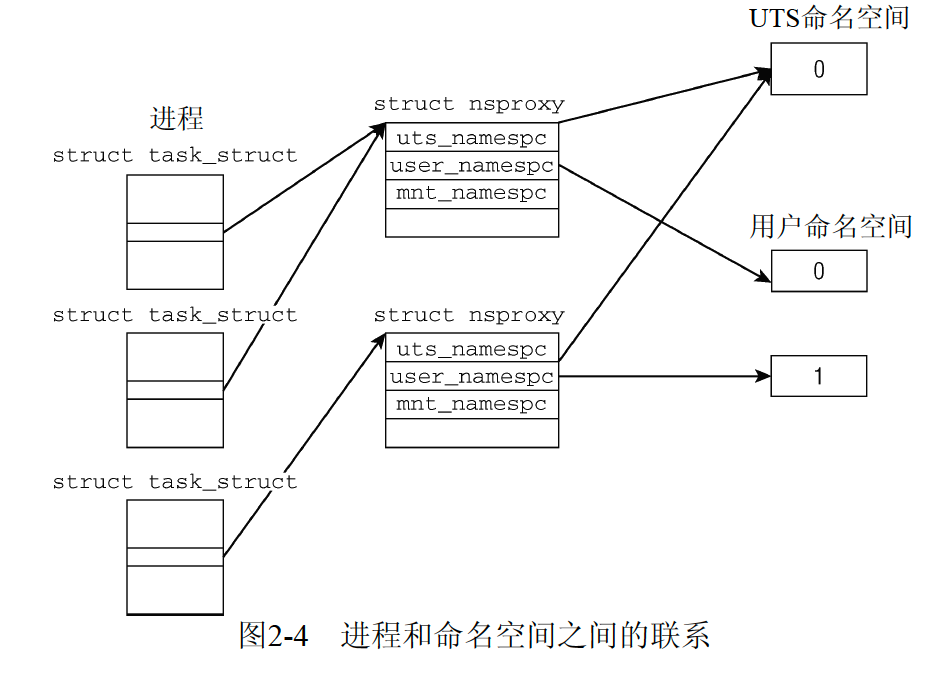 UTS命名空间
0
struct nsproxy
进程
uts_namespc
struct task_struct
user_namespc
mnt_namespc
用户命名空间
0
struct task_struct
struct nsproxy
uts_namespc
user_namespc
1
mnt_namespc
struct task_struct
图2-4 进程和命名空间之间的联系